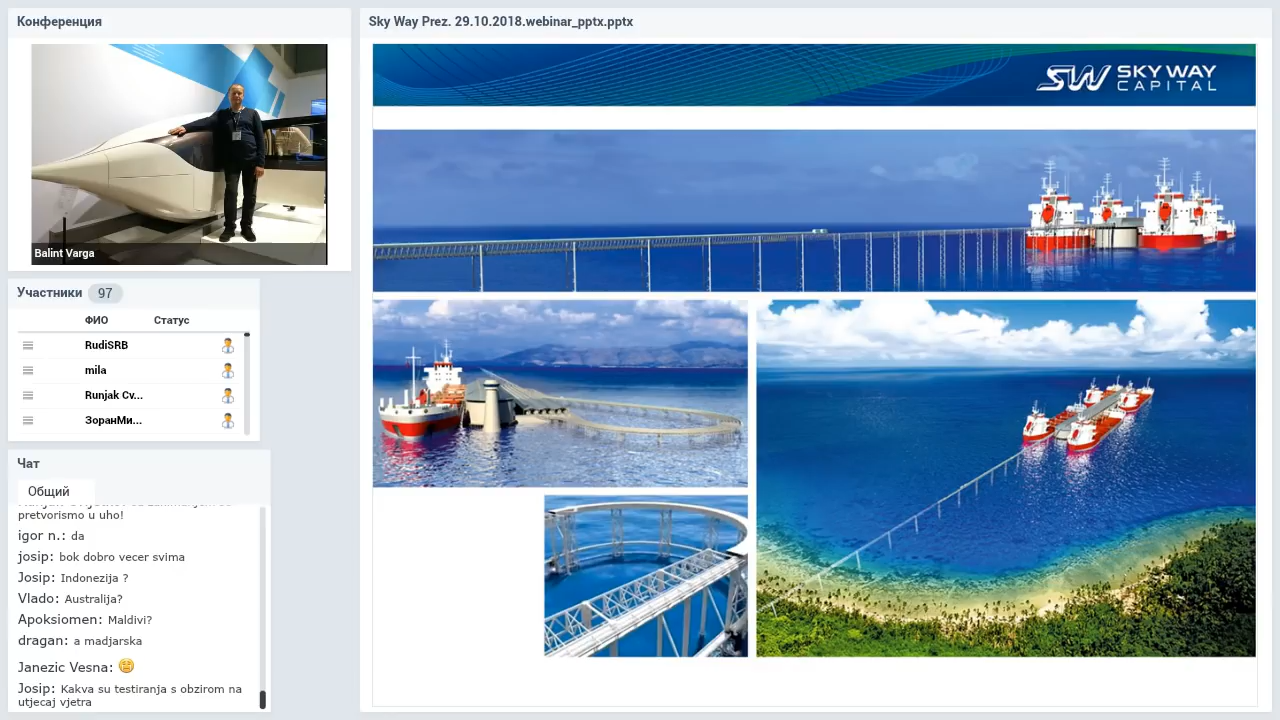 Конференция
Balint Varga
Участники 97
ФИО Статус
RudiSRB
mila
Runjak Cv...
ЗоранМи...
Чат
Общий
pretvorismo u uho!
igor n.: da
josip: bok dobro vecer svima
Josip: Indonezija ?
Vlado: Australija?
Apoksiomen: Maldivi?
dragan: a madjarska
Janezic Vesna:
Josip: Kakva su testiranja s obzirom na
utjecaj vjetra
Sky Way Prez. 29.10.2018.webinar_pptx.pptx
SW SKY WAY
CAPITAL